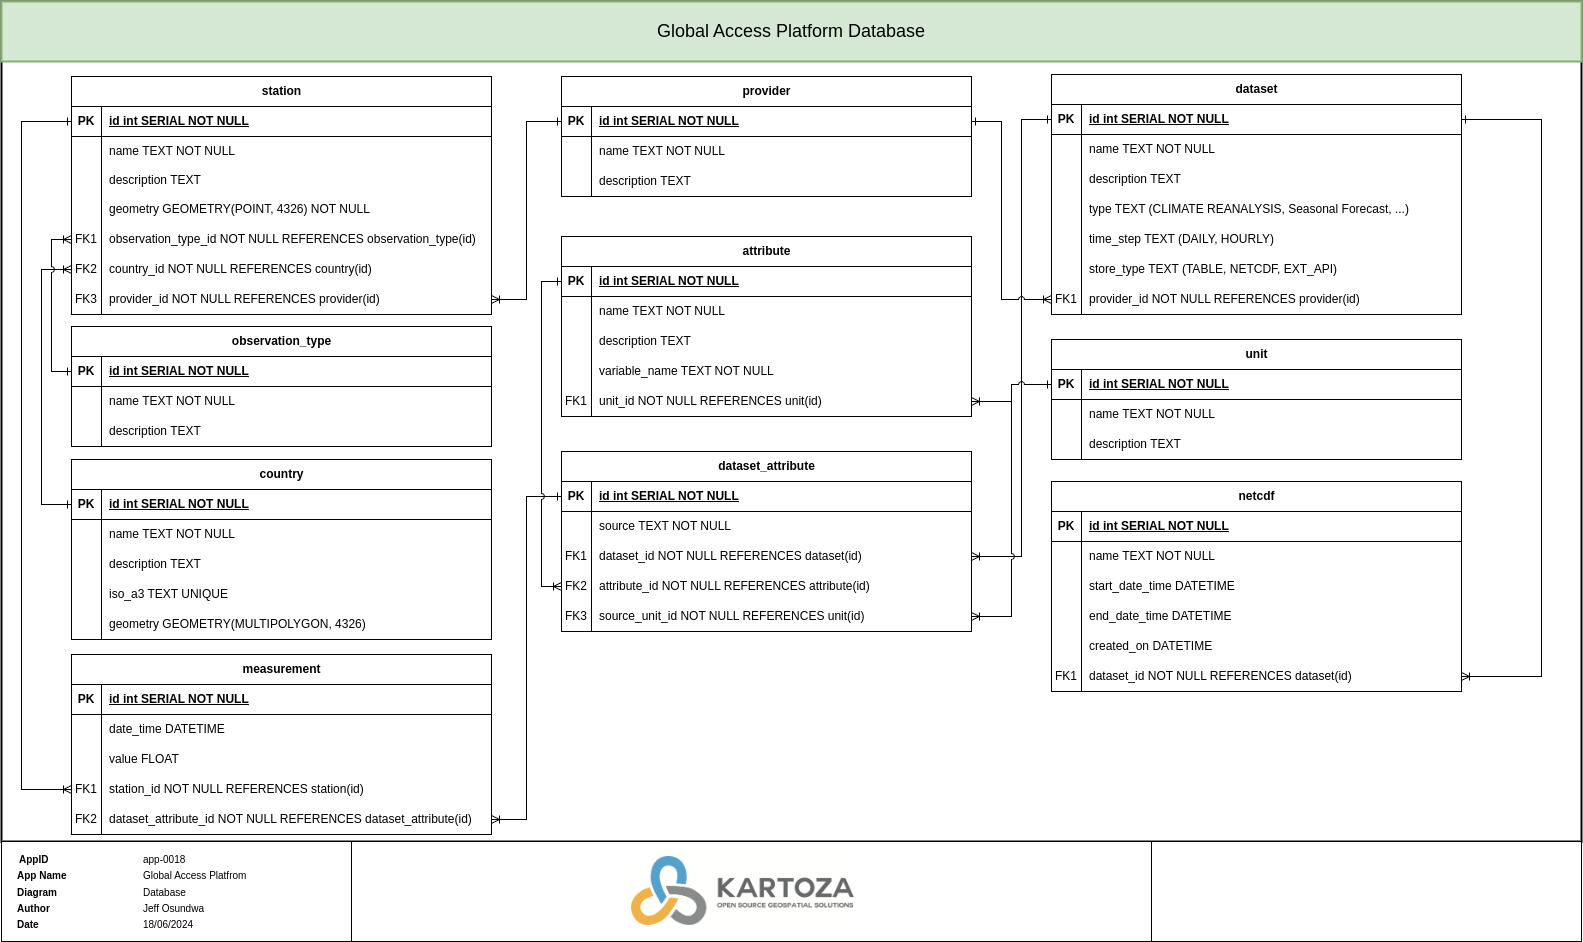 Global Access Platform Database
station
PK id int SERIAL NOT NULL
name TEXT NOT NULL
description TEXT
geometry GEOMETRY(POINT, 4326) NOT NULL
FK1 observation_type_id NOT NULL REFERENCES observation_type(id)
FK2 country_id NOT NULL REFERENCES country(id)
FK3 provider_id NOT NULL REFERENCES provider(id)
observation_type
PK id int SERIAL NOT NULL
name TEXT NOT NULL
description TEXT
country
PK id int SERIAL NOT NULL
name TEXT NOT NULL
description TEXT
iso_a3 TEXT UNIQUE
geometry GEOMETRY(MULTIPOLYGON, 4326)
measurement
PK id int SERIAL NOT NULL
date_time DATETIME
value FLOAT
FK1 station_id NOT NULL REFERENCES station(id)
FK2 dataset_attribute_id NOT NULL REFERENCES dataset_attribute(id)
provider
PK id int SERIAL NOT NULL
name TEXT NOT NULL
description TEXT
attribute
PK id int SERIAL NOT NULL
name TEXT NOT NULL
description TEXT
variable_name TEXT NOT NULL
FK1 unit_id NOT NULL REFERENCES unit(id)
dataset_attribute
PK id int SERIAL NOT NULL
source TEXT NOT NULL
FK1 dataset_id NOT NULL REFERENCES dataset(id)
FK2 attribute_id NOT NULL REFERENCES attribute(id)
FK3 source_unit_id NOT NULL REFERENCES unit(id)
dataset
PK id int SERIAL NOT NULL
name TEXT NOT NULL
description TEXT
type TEXT (CLIMATE REANALYSIS, Seasonal Forecast, ...)
time_step TEXT (DAILY, HOURLY)
store_type TEXT (TABLE, NETCDF, EXT_API)
FK1 provider_id NOT NULL REFERENCES provider(id)
unit
PK id int SERIAL NOT NULL
name TEXT NOT NULL
description TEXT
netcdf
PK id int SERIAL NOT NULL
name TEXT NOT NULL
start_date_time DATETIME
end_date_time DATETIME
created_on DATETIME
FK1 dataset_id NOT NULL REFERENCES dataset(id)
AppID app-0018
App Name Global Access Platfrom
Diagram Database
Author Jeff Osundwa
Date 18/06/2024
KARTOZA
OPEN SOURCE GEOSPATIAL SOLUTIONS